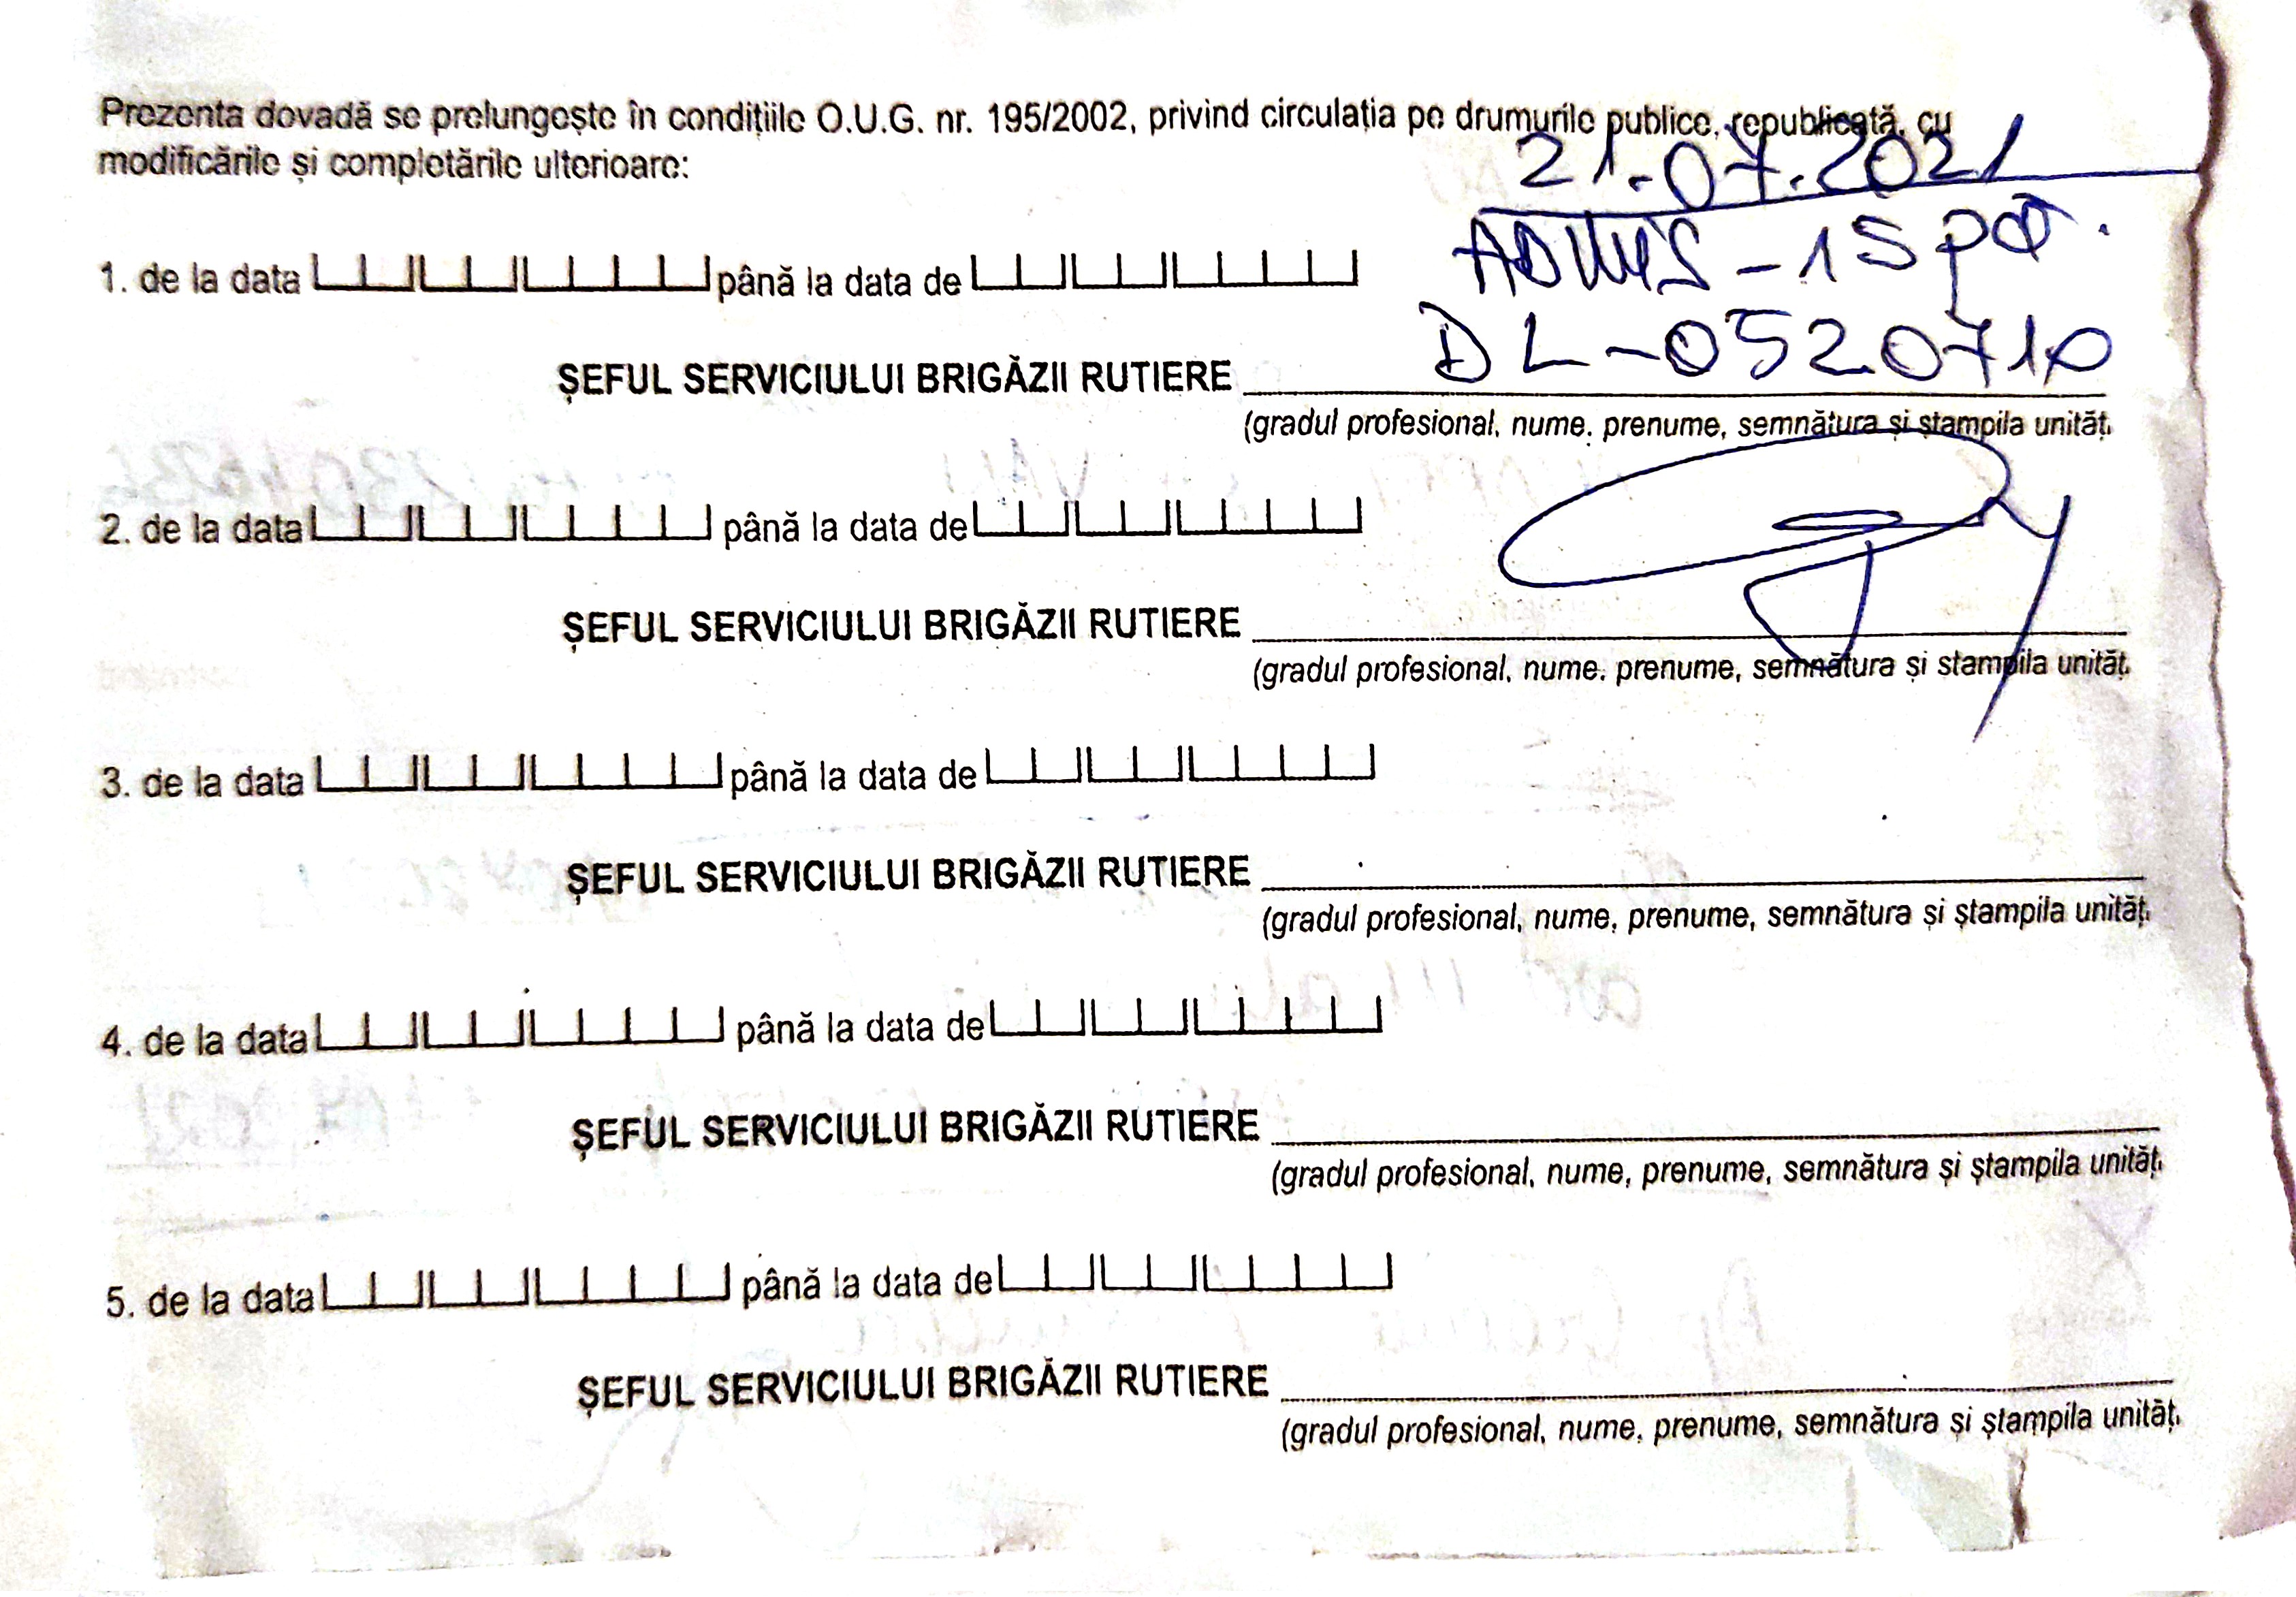 Prezenta dovadă se prelungește în condițiile O.U.G. nr. 195/2002, privind circulația pe drumurile publice, republicată, cu
modificările și completările ulterioare:
21.07.2021
ADMIS - 15 pct.
DL-0520710
1. de la data până la data de
ȘEFUL SERVICIULUI BRIGĂZII RUTIERE
(gradul profesional, nume, prenume, semnătura și ștampila unităț.
2. de la data până la data de
ȘEFUL SERVICIULUI BRIGĂZII RUTIERE
(gradul profesional, nume, prenume, semnătura și stampila unităț.
3. de la data până la data de
ȘEFUL SERVICIULUI BRIGĂZII RUTIERE
(gradul profesional, nume, prenume, semnătura și ștampila unităț.
4. de la data până la data de
ȘEFUL SERVICIULUI BRIGĂZII RUTIERE
(gradul profesional, nume, prenume, semnătura și ștampila unităț.
5. de la data până la data de
ȘEFUL SERVICIULUI BRIGĂZII RUTIERE
(gradul profesional, nume, prenume, semnătura și ștampila unităț.